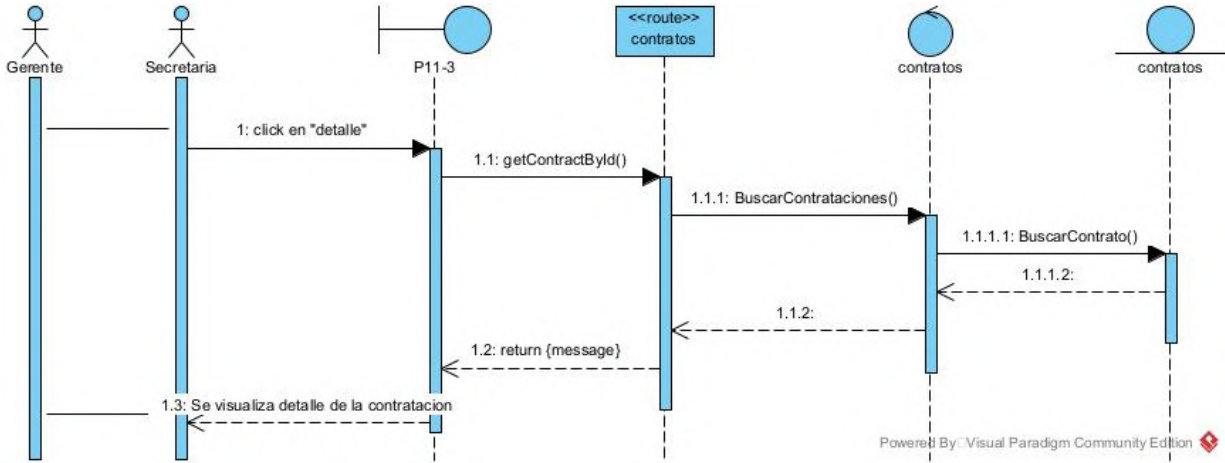 <<route>>
contratos
Gerente
Secretaria
P11-3
contratos
contratos
1: click en "detalle"
1.1: getContractById()
1.1.1: BuscarContrataciones()
1.1.1.1: BuscarContrato()
1.1.1.2:
1.1.2:
1.2: return {message}
1.3: Se visualiza detalle de la contratacion
Powered By Visual Paradigm Community Edition